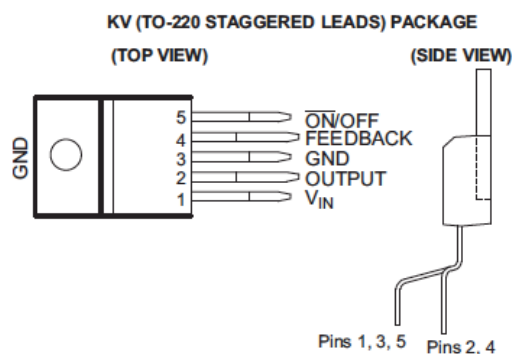 KV (TO-220 STAGGERED LEADS) PACKAGE
(TOP VIEW)
(SIDE VIEW)
GND
5 O̅N̅/OFF
4 FEEDBACK
3 GND
2 OUTPUT
1 VIN
Pins 1, 3, 5
Pins 2, 4